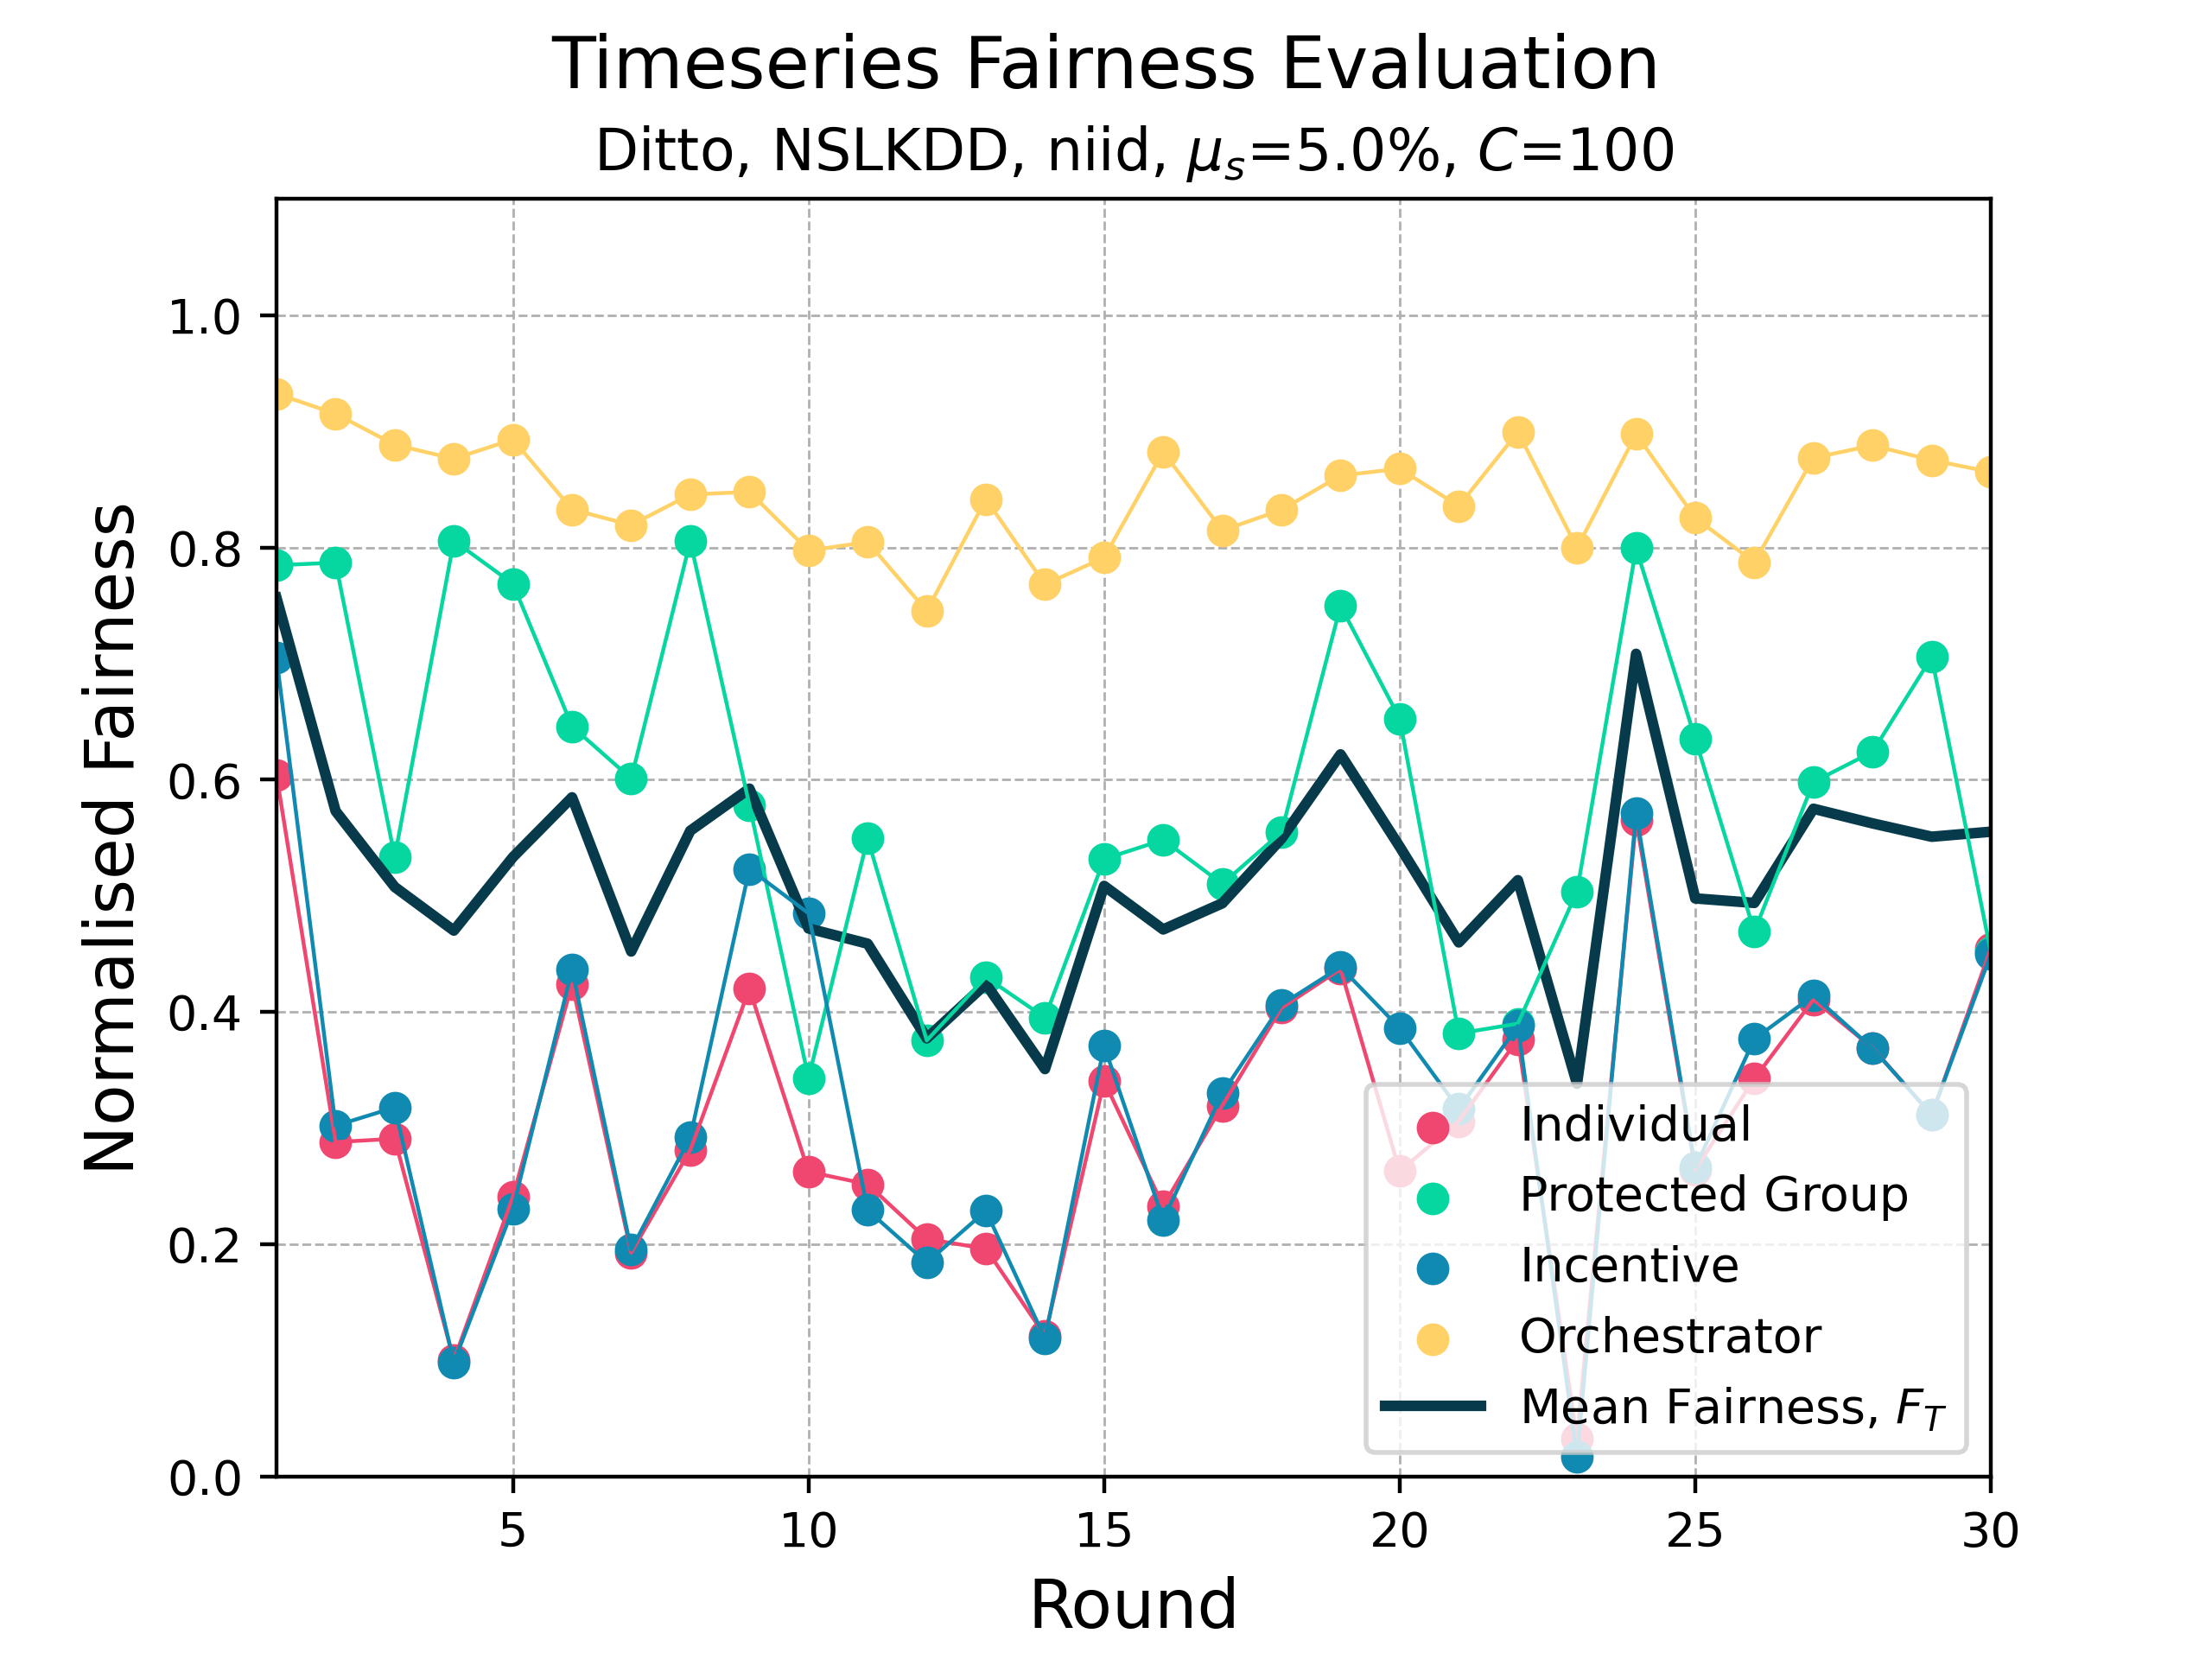 Timeseries Fairness Evaluation
Ditto, NSLKDD, niid, μₛ=5.0%, C=100
Normalised Fairness
1.0
0.8
0.6
0.4
0.2
0.0
5 10 15 20 25 30
Round
Individual
Protected Group
Incentive
Orchestrator
Mean Fairness, F_T